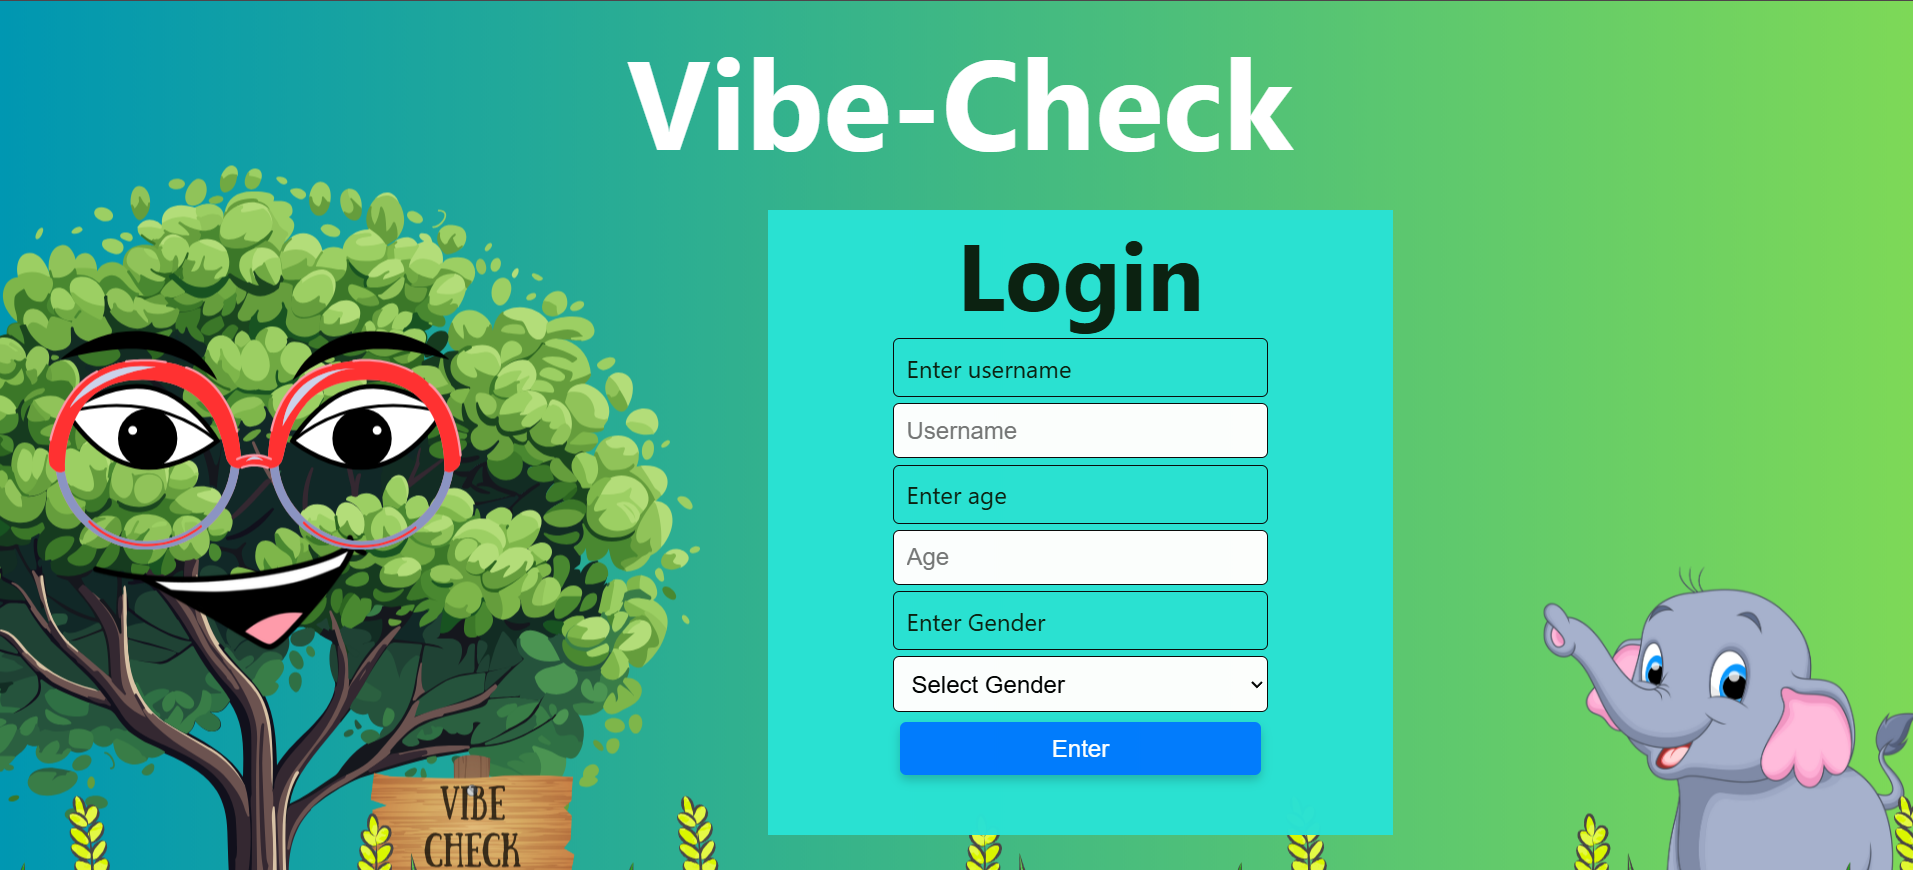 Vibe-Check
Login
Enter username
Username
Enter age
Age
Enter Gender
Select Gender
Enter
VIBE
CHECK